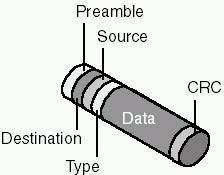 Preamble
Source
CRC
Data
Destination
Type